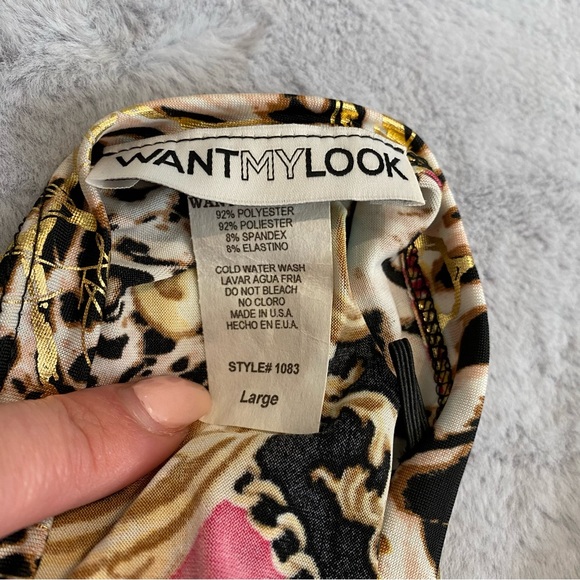 WANTMYLOOK
92% POLYESTER
92% POLIESTER
8% SPANDEX
8% ELASTINO
COLD WATER WASH
LAVAR AGUA FRIA
DO NOT BLEACH
NO CLORO
MADE IN U.S.A
HECHO EN E.U.A.
STYLE# 1083
Large